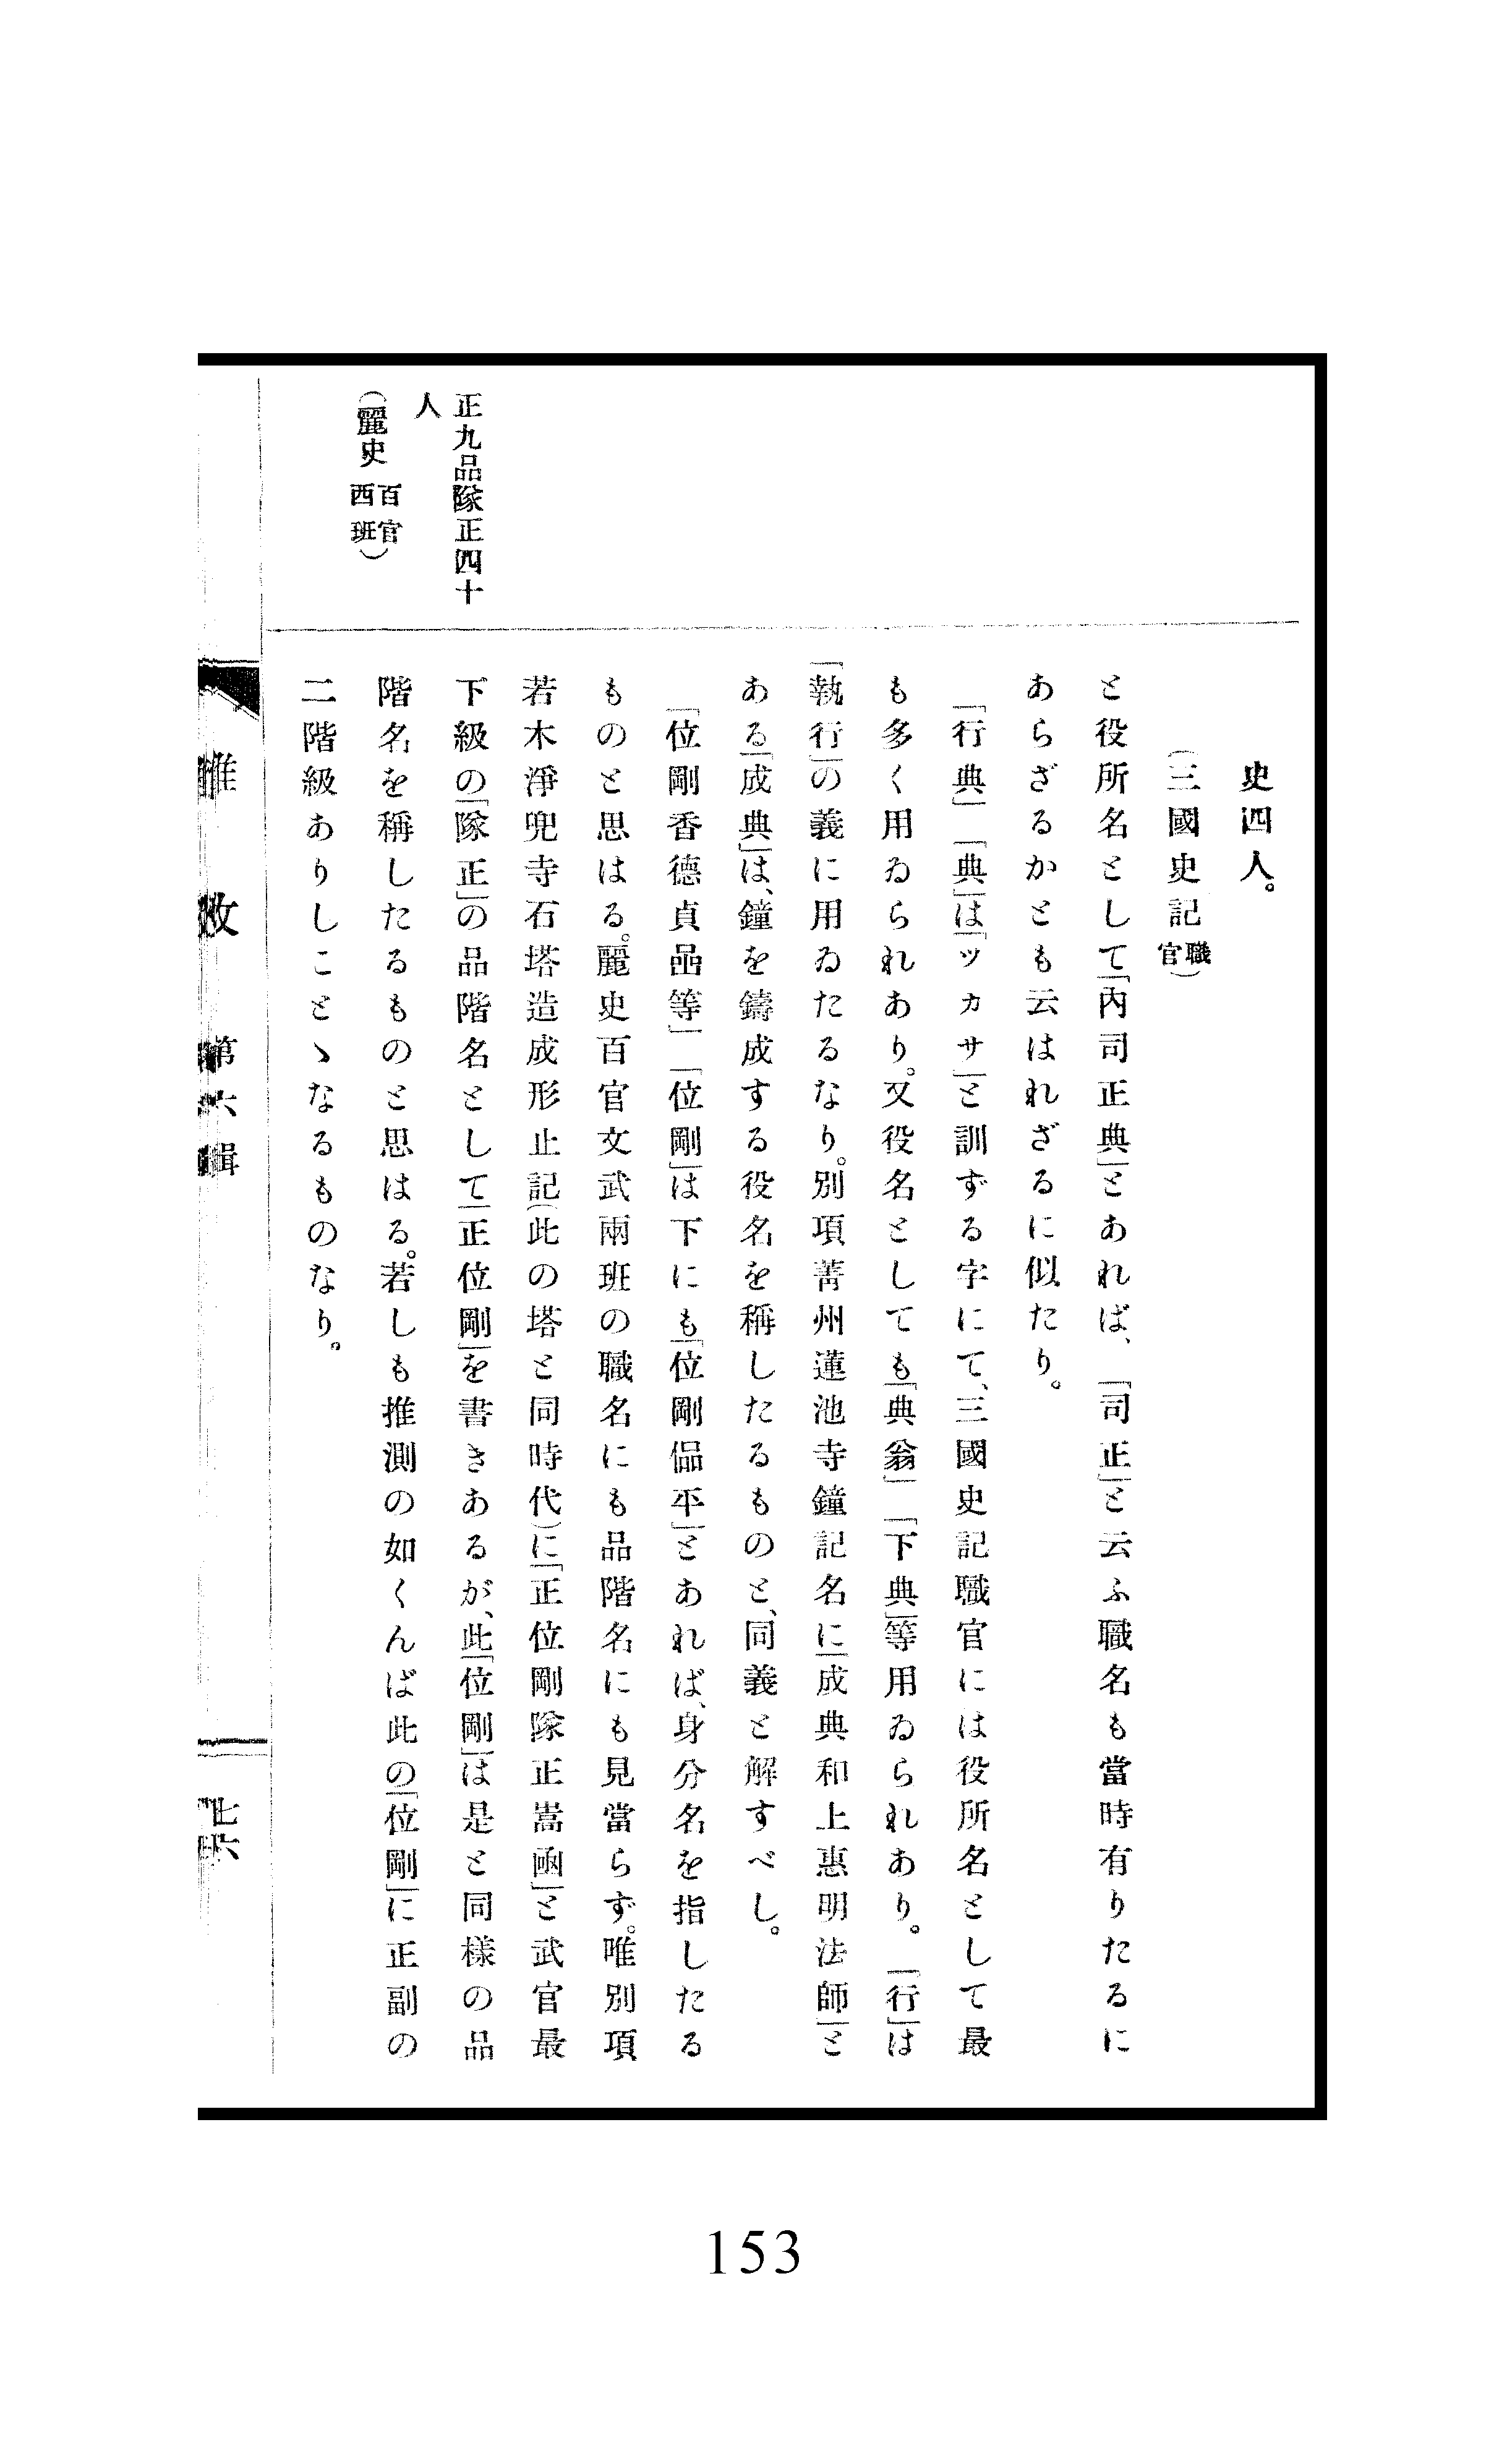 史四人。
(三國史記職官)
と役所名として「內司正典」とあれば、「司正」と云ふ職名も當時有りたるに
あらざるかとも云はれざるに似たり。
「行典」「典」は「ツカサ」と訓ずる字にて、三國史記職官には役所名として最
も多く用ゐられあり。又役名としても「典翁」「下典」等用ゐられあり。「行」は
「執行」の義に用ゐたるなり。別項菁州蓮池寺鐘記名に「成典和上惠明法師」と
ある「成典」は、鐘を鑄成する役名を稱したるものと、同義と解すべし。
「位剛香德貞嵒等」「位剛」は下にも「位剛偘平」とあれば、身分名を指したる
ものと思はる。麗史百官文武兩班の職名にも品階名にも見當らず。唯別項
若木淨兜寺石塔造成形止記(此の塔と同時代)に「正位剛隊正嵩函」と武官最
下級の「隊正」の品階名として「正位剛」を書きあるが、此「位剛」は是と同樣の品
階名を稱したるものと思はる。若しも推測の如くんば此の「位剛」に正副の
二階級ありしことゝなるものなり。
正九品隊正四十
人
(麗史百官西班)
雜攷 第六輯
七六
153